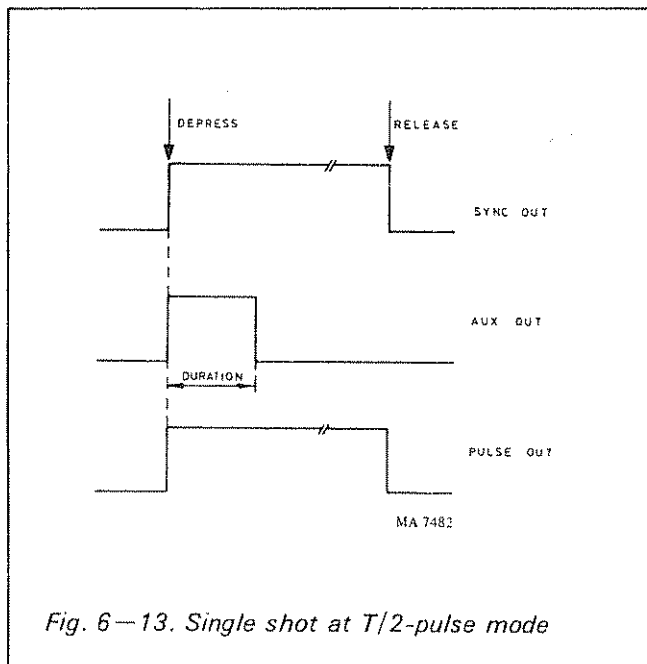 DEPRESS
RELEASE
SYNC OUT
AUX OUT
DURATION
PULSE OUT
MA 7482
Fig. 6—13. Single shot at T/2-pulse mode